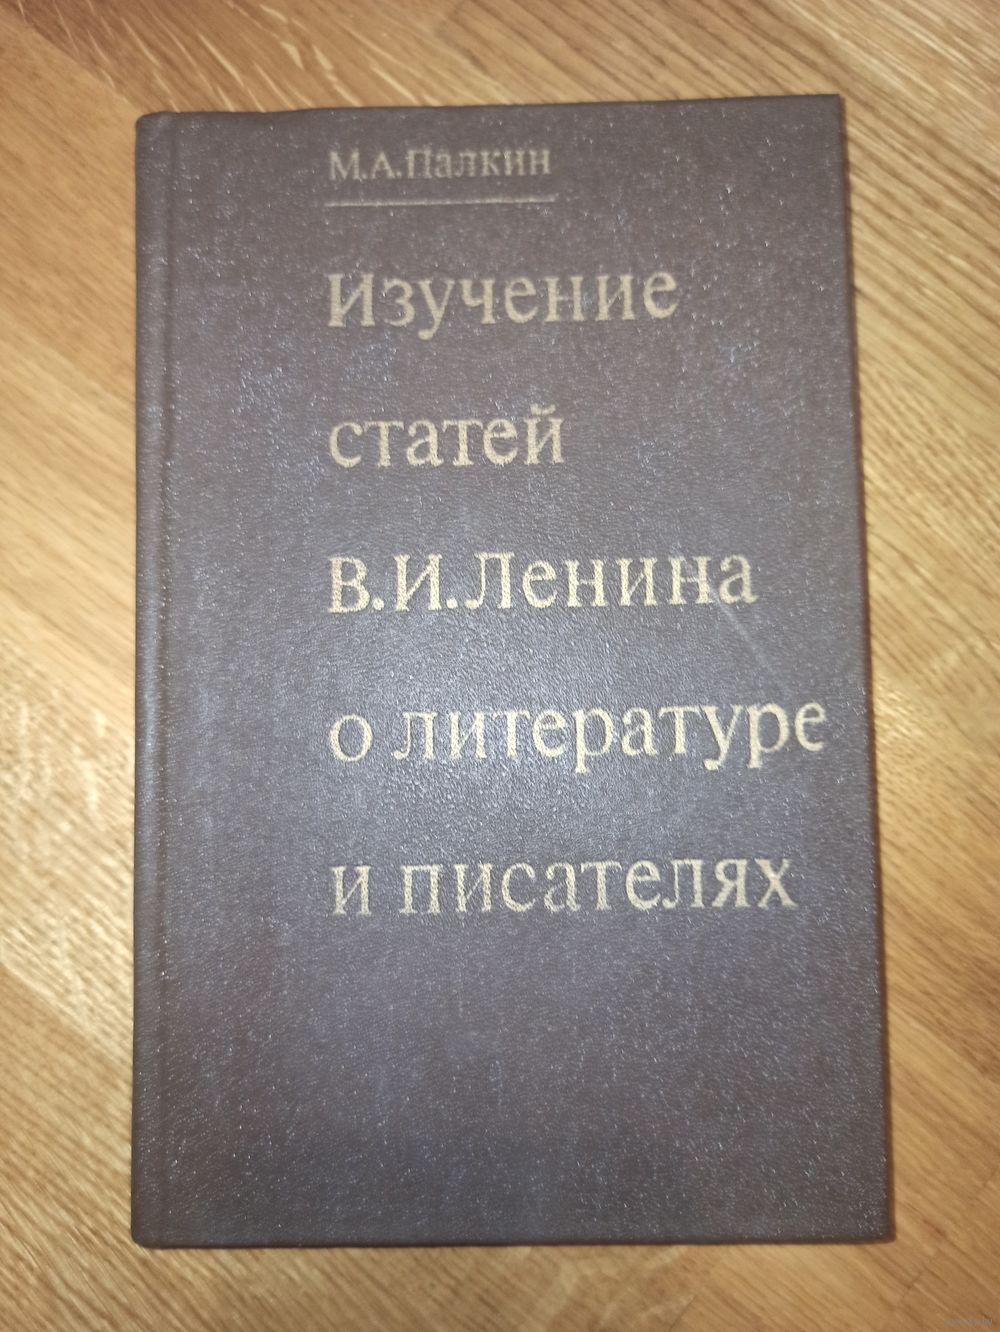 М.А.Палкин
Изучение
статей
В.И.Ленина
о литературе
и писателях